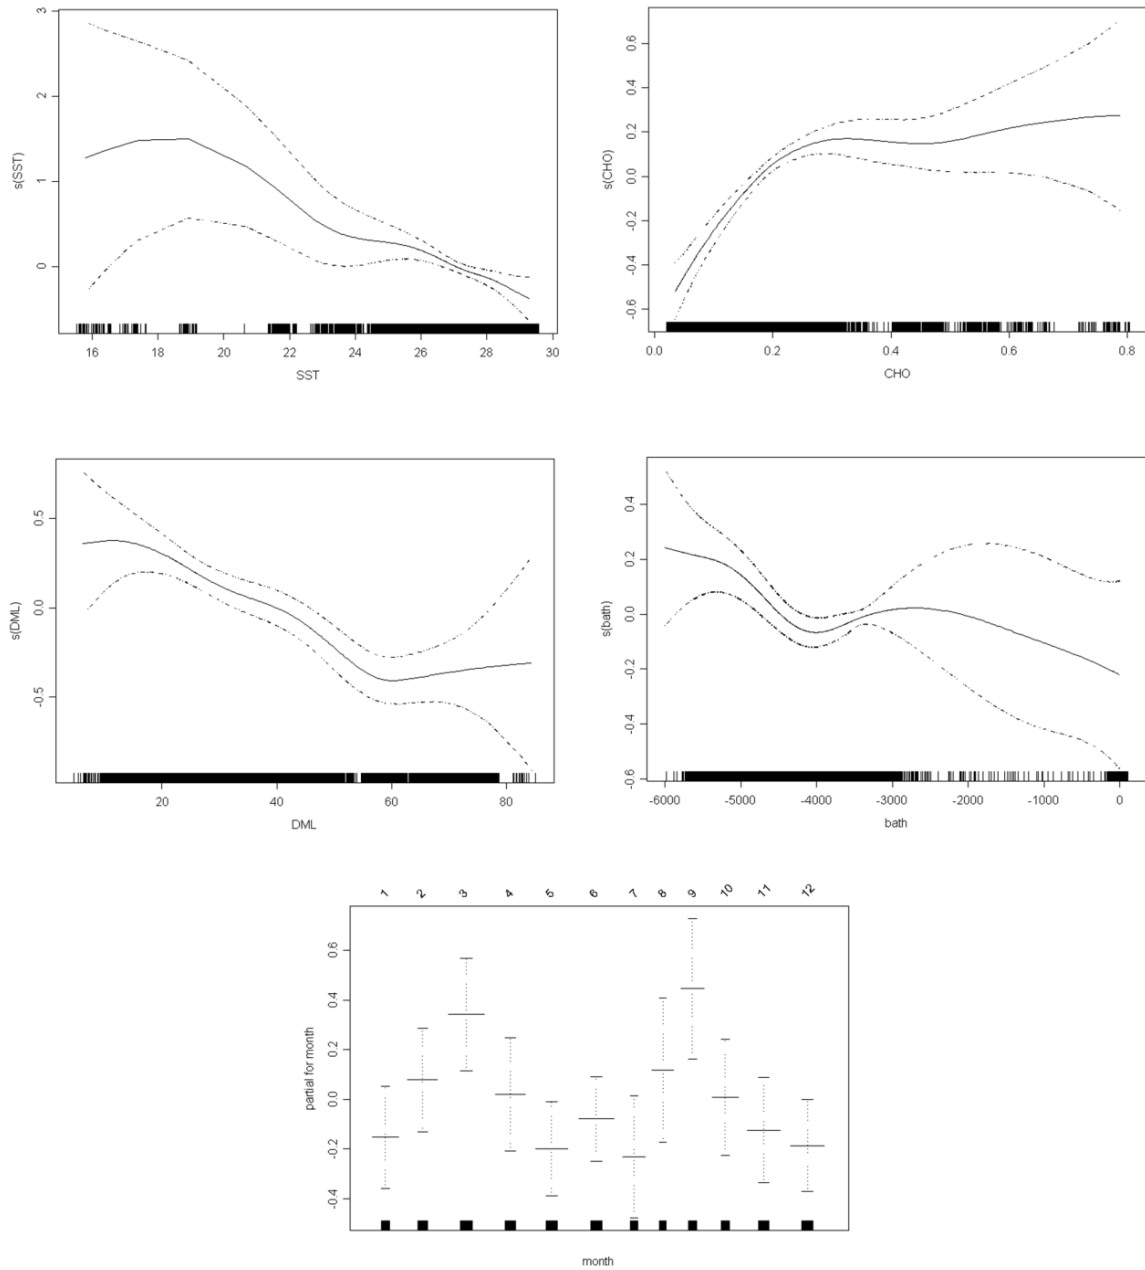 3
2
1
0
s(SST)
16 18 20 22 24 26 28 30
SST
0.6
0.4
0.2
0.0
-0.2
-0.4
-0.6
s(CHO)
0.0 0.2 0.4 0.6 0.8
CHO
0.5
0.0
-0.5
s(DML)
20 40 60 80
DML
0.4
0.2
0.0
-0.2
-0.4
-0.6
s(bath)
-6000 -5000 -4000 -3000 -2000 -1000 0
bath
1 2 3 4 5 6 7 8 9 10 11 12
0.6
0.4
0.2
0.0
-0.2
-0.4
partial for month
month